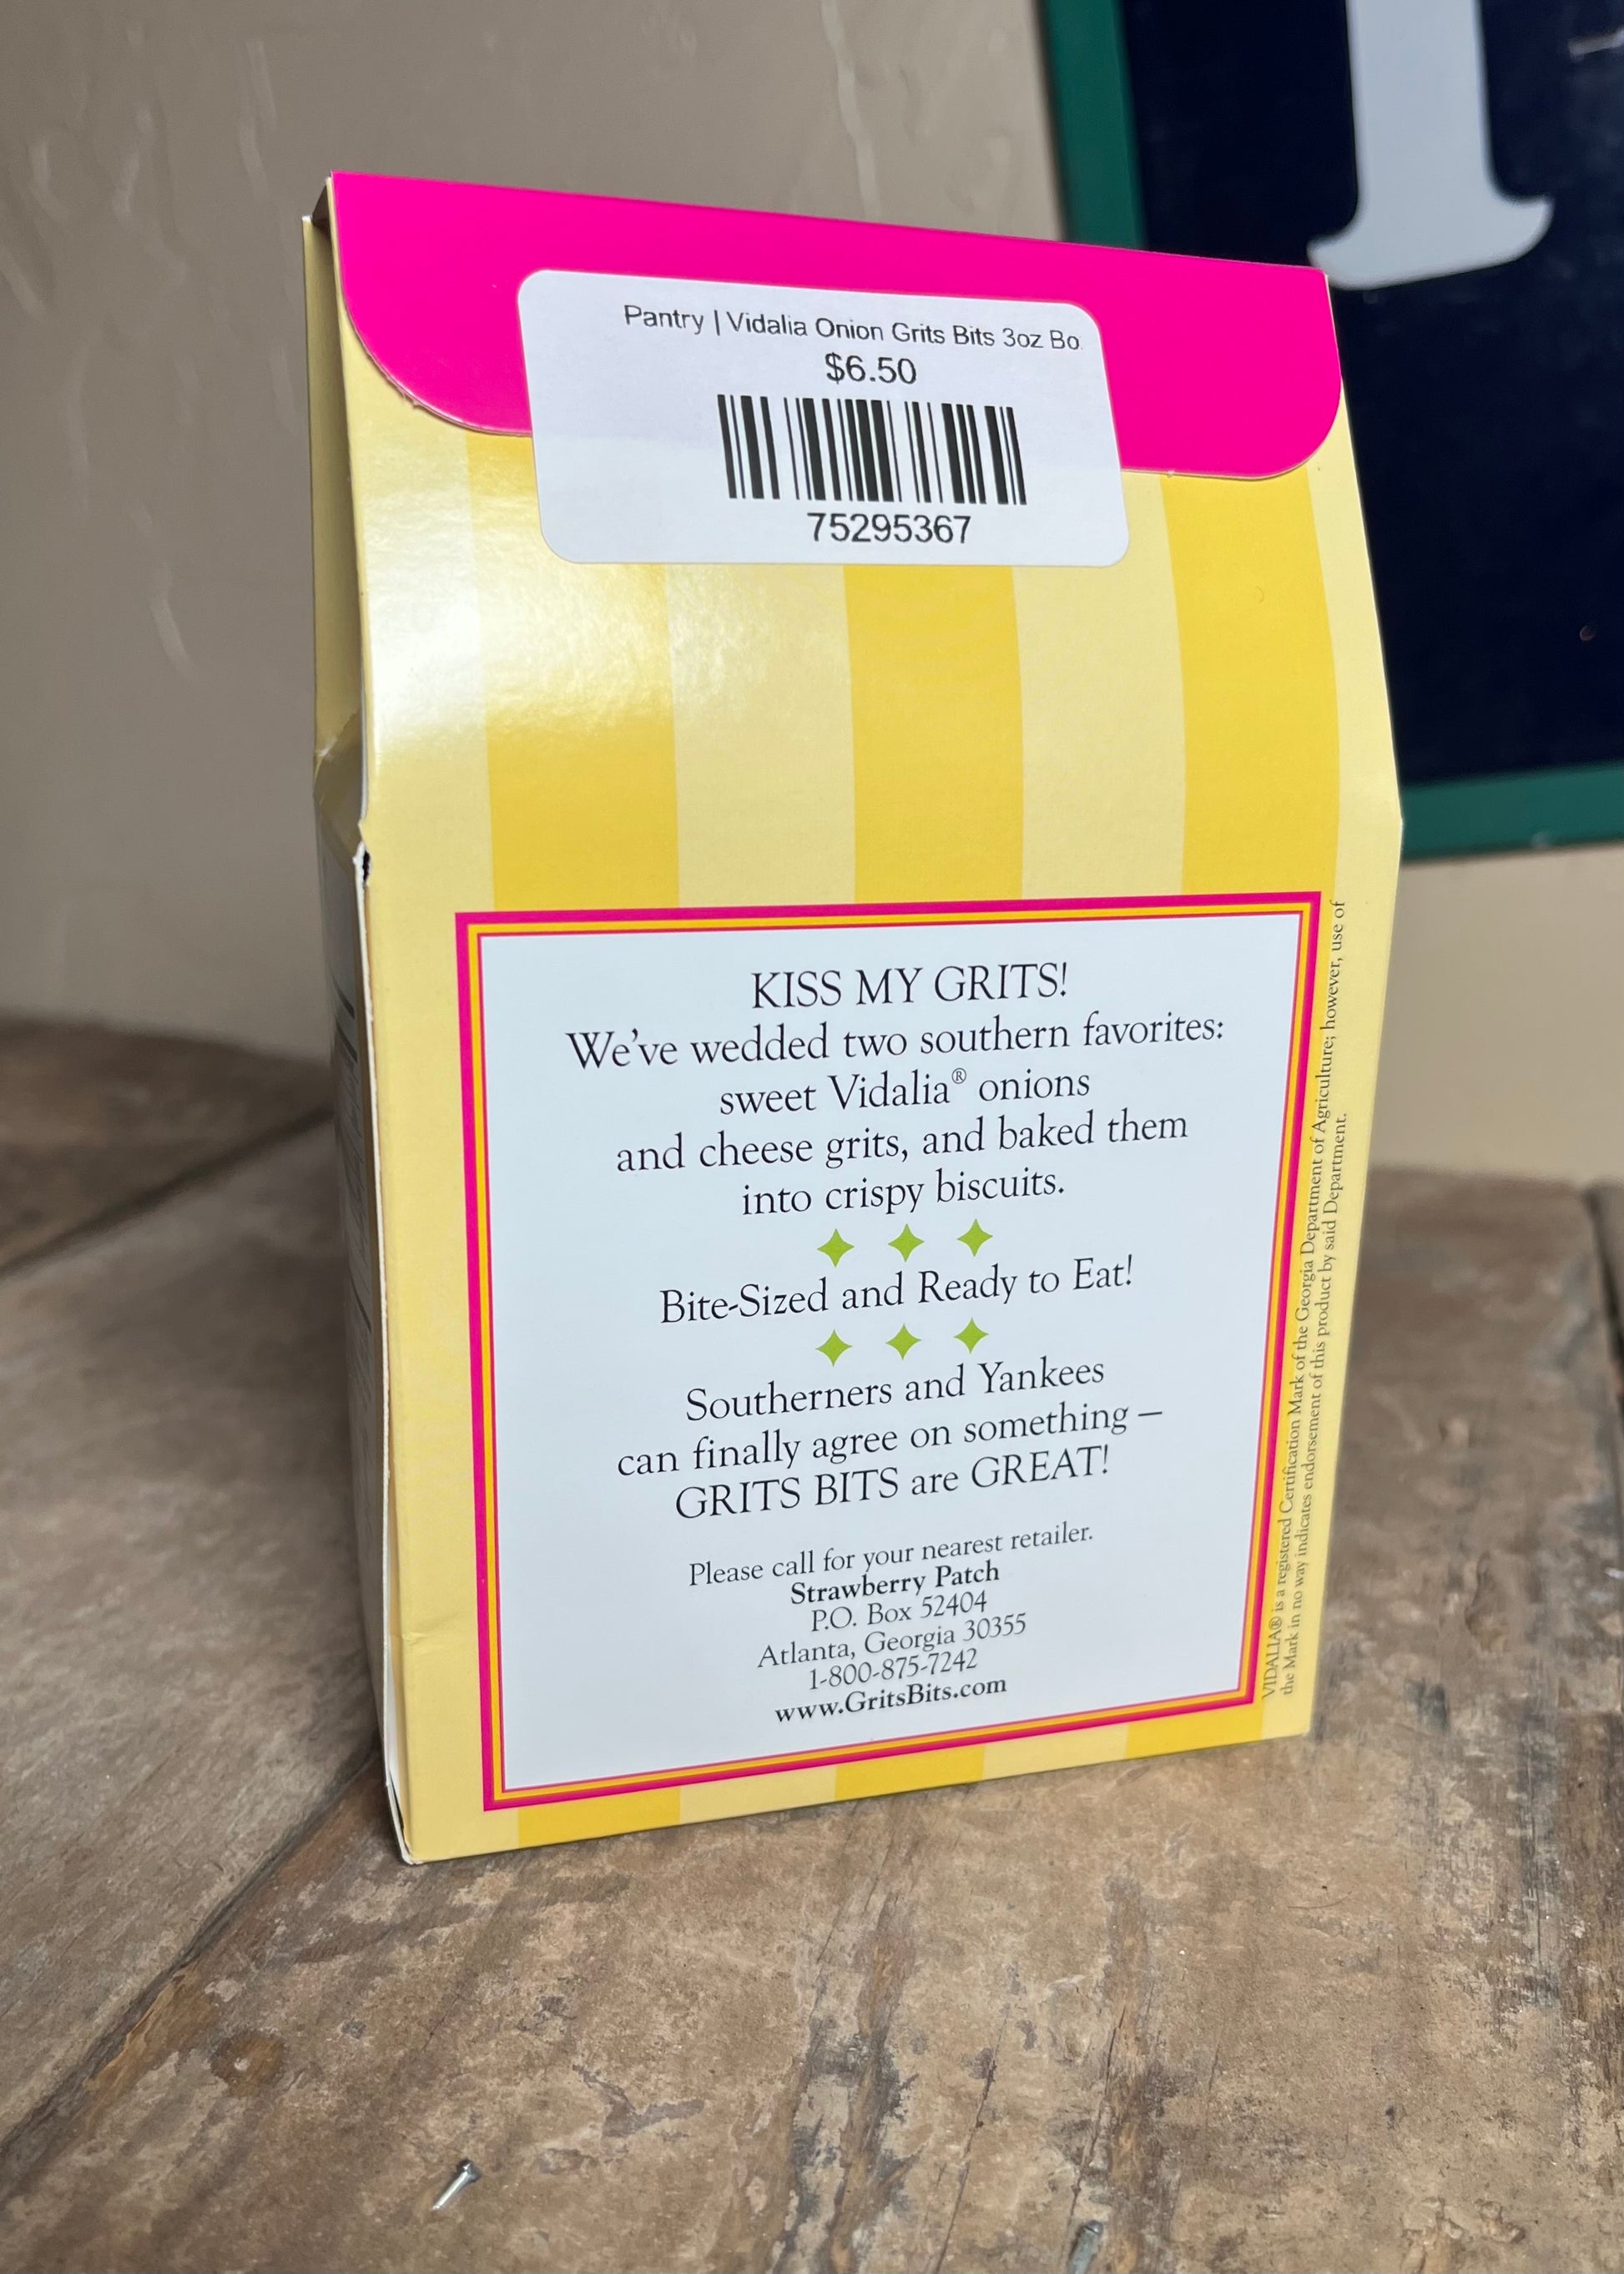 Pantry | Vidalia Onion Grits Bits 3oz Bo
$6.50
75295367
KISS MY GRITS!
We've wedded two southern favorites:
sweet Vidalia® onions
and cheese grits, and baked them
into crispy biscuits.
Bite-Sized and Ready to Eat!
Southerners and Yankees
can finally agree on something –
GRITS BITS are GREAT!
Please call for your nearest retailer.
Strawberry Patch
P.O. Box 52404
Atlanta, Georgia 30355
1-800-875-7242
www.GritsBits.com
VIDALIA® is a registered Certification Mark of the Georgia Department of Agriculture; however, use of
the Mark in no way indicates endorsement of this product by said Department.